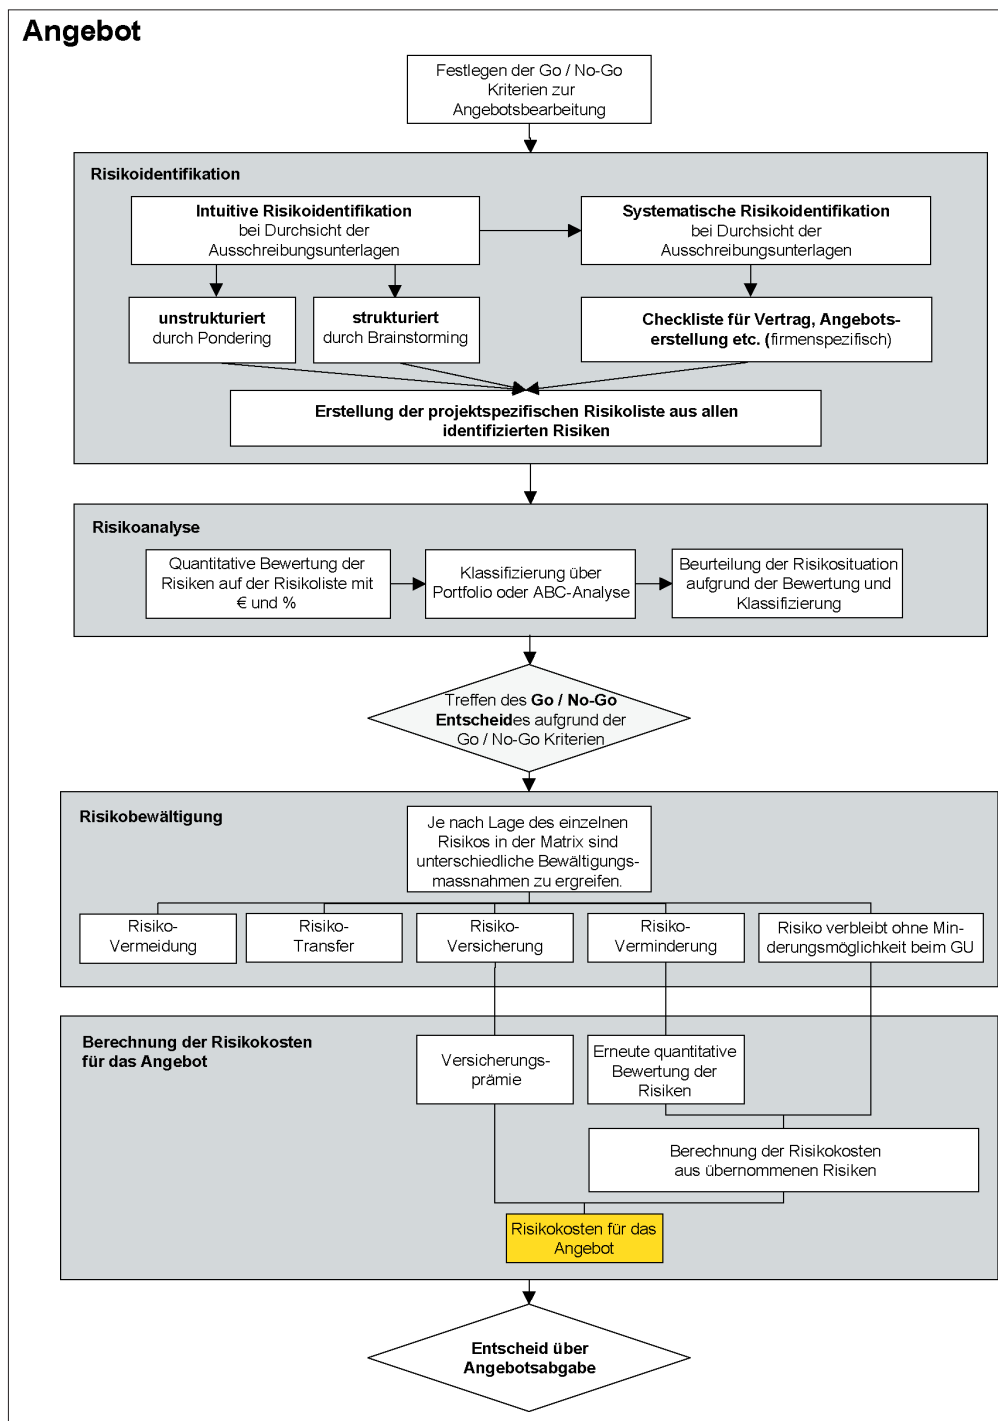 Angebot
Festlegen der Go / No-Go
Kriterien zur
Angebotsbearbeitung
Risikoidentifikation
Intuitive Risikoidentifikation
bei Durchsicht der
Ausschreibungsunterlagen
Systematische Risikoidentifikation
bei Durchsicht der
Ausschreibungsunterlagen
unstrukturiert
durch Pondering
strukturiert
durch Brainstorming
Checkliste für Vertrag, Angebots-
erstellung etc. (firmenspezifisch)
Erstellung der projektspezifischen Risikoliste aus allen
identifizierten Risiken
Risikoanalyse
Quantitative Bewertung der
Risiken auf der Risikoliste mit
€ und %
Klassifizierung über
Portfolio oder ABC-Analyse
Beurteilung der Risikosituation
aufgrund der Bewertung und
Klassifizierung
Treffen des Go / No-Go
Entscheides aufgrund der
Go / No-Go Kriterien
Risikobewältigung
Je nach Lage des einzelnen
Risikos in der Matrix sind
unterschiedliche Bewältigungs-
massnahmen zu ergreifen.
Risiko-
Vermeidung
Risiko-
Transfer
Risiko-
Versicherung
Risiko-
Verminderung
Risiko verbleibt ohne Min-
derungsmöglichkeit beim GU
Berechnung der Risikokosten
für das Angebot
Versicherungs-
prämie
Erneute quantitative
Bewertung der
Risiken
Berechnung der Risikokosten
aus übernommenen Risiken
Risikokosten für das
Angebot
Entscheid über
Angebotsabgabe